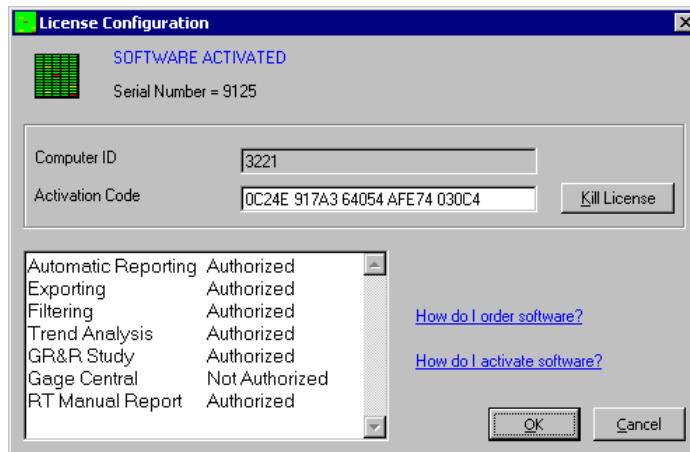 License Configuration
SOFTWARE ACTIVATED
Serial Number = 9125
Computer ID 3221
Activation Code 0C24E 917A3 64054 AFE74 030C4 Kill License
Automatic Reporting Authorized
Exporting Authorized
Filtering Authorized
Trend Analysis Authorized
GR&R Study Authorized
Gage Central Not Authorized
RT Manual Report Authorized
How do I order software?
How do I activate software?
OK Cancel